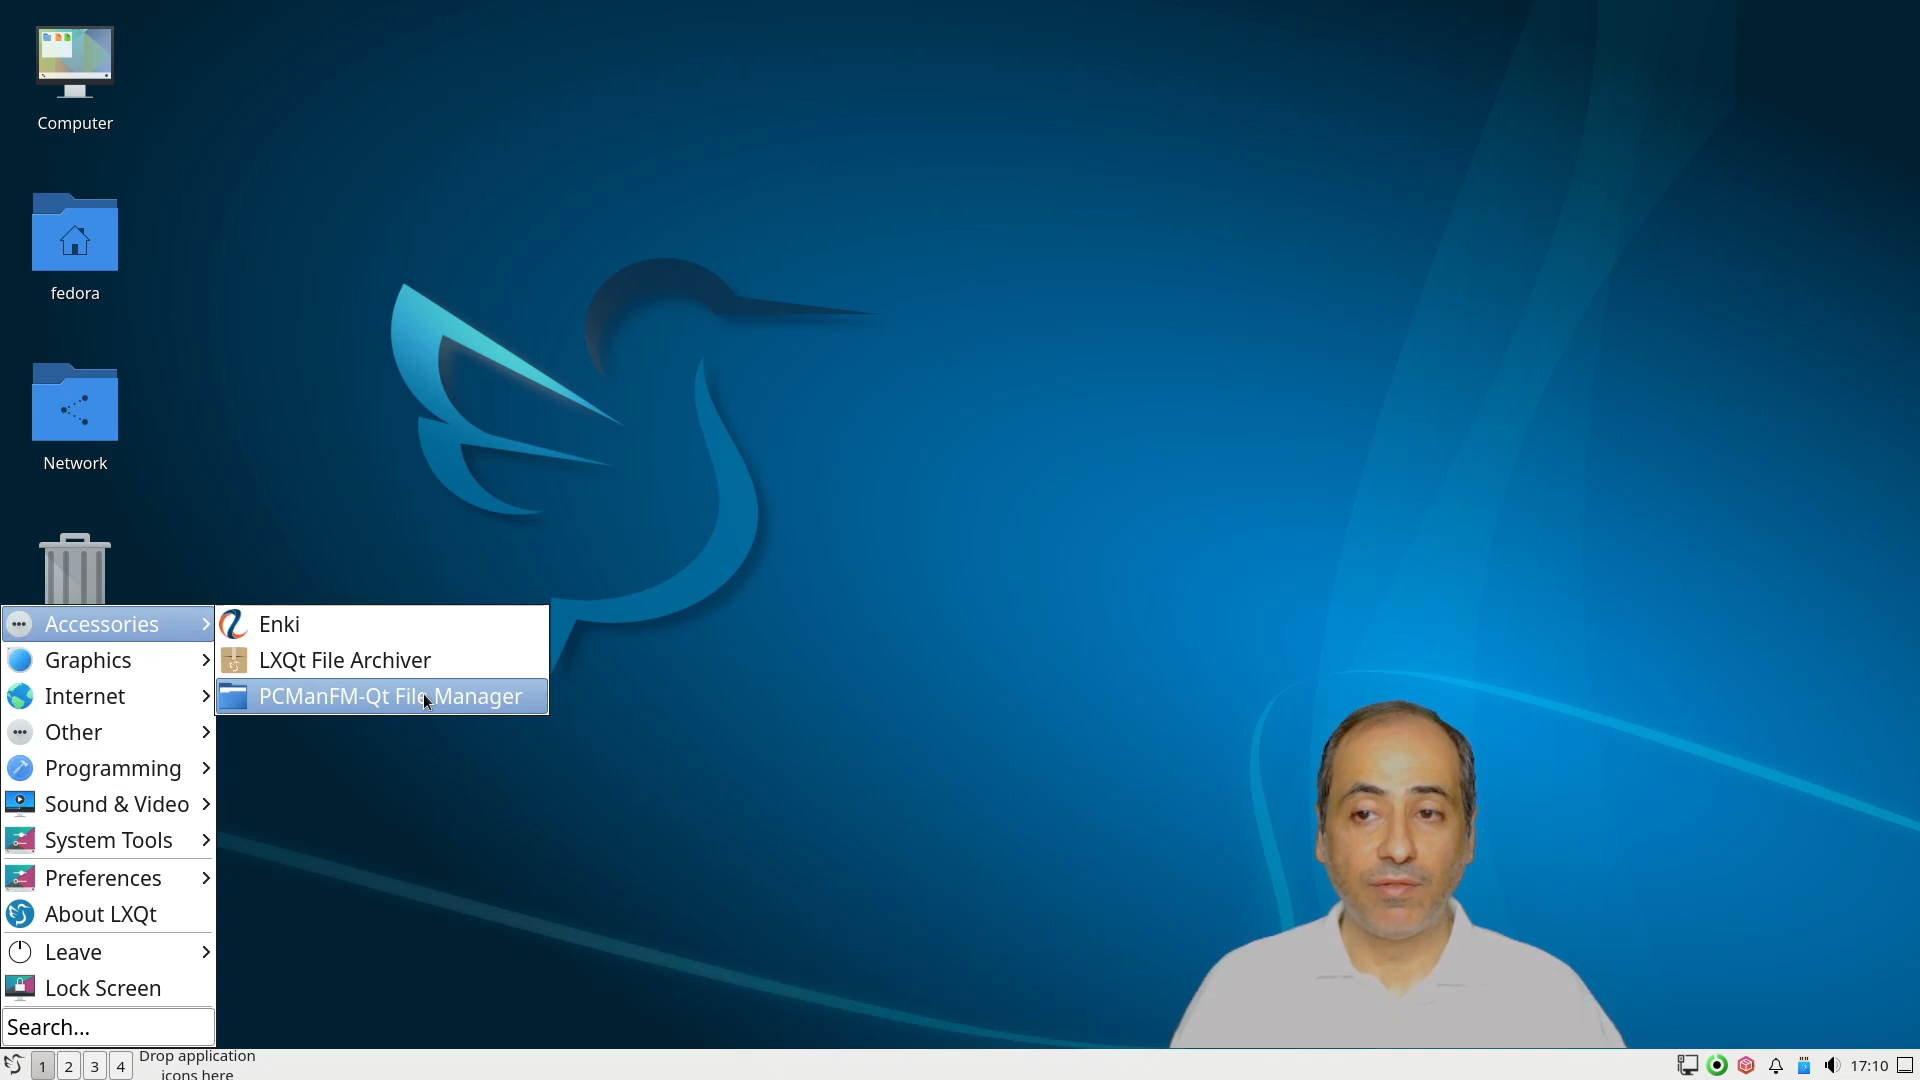 Computer
fedora
Network
Accessories
Graphics
Internet
Other
Programming
Sound & Video
System Tools
Preferences
About LXQt
Leave
Lock Screen
Search...
Enki
LXQt File Archiver
PCManFM-Qt File Manager
1 2 3 4
Drop application
icons here
17:10